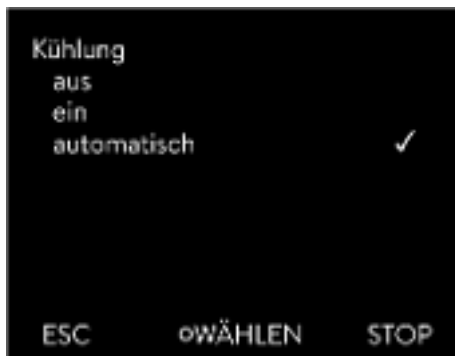 Kühlung
aus
ein
automatisch ✓
ESC WÄHLEN STOP